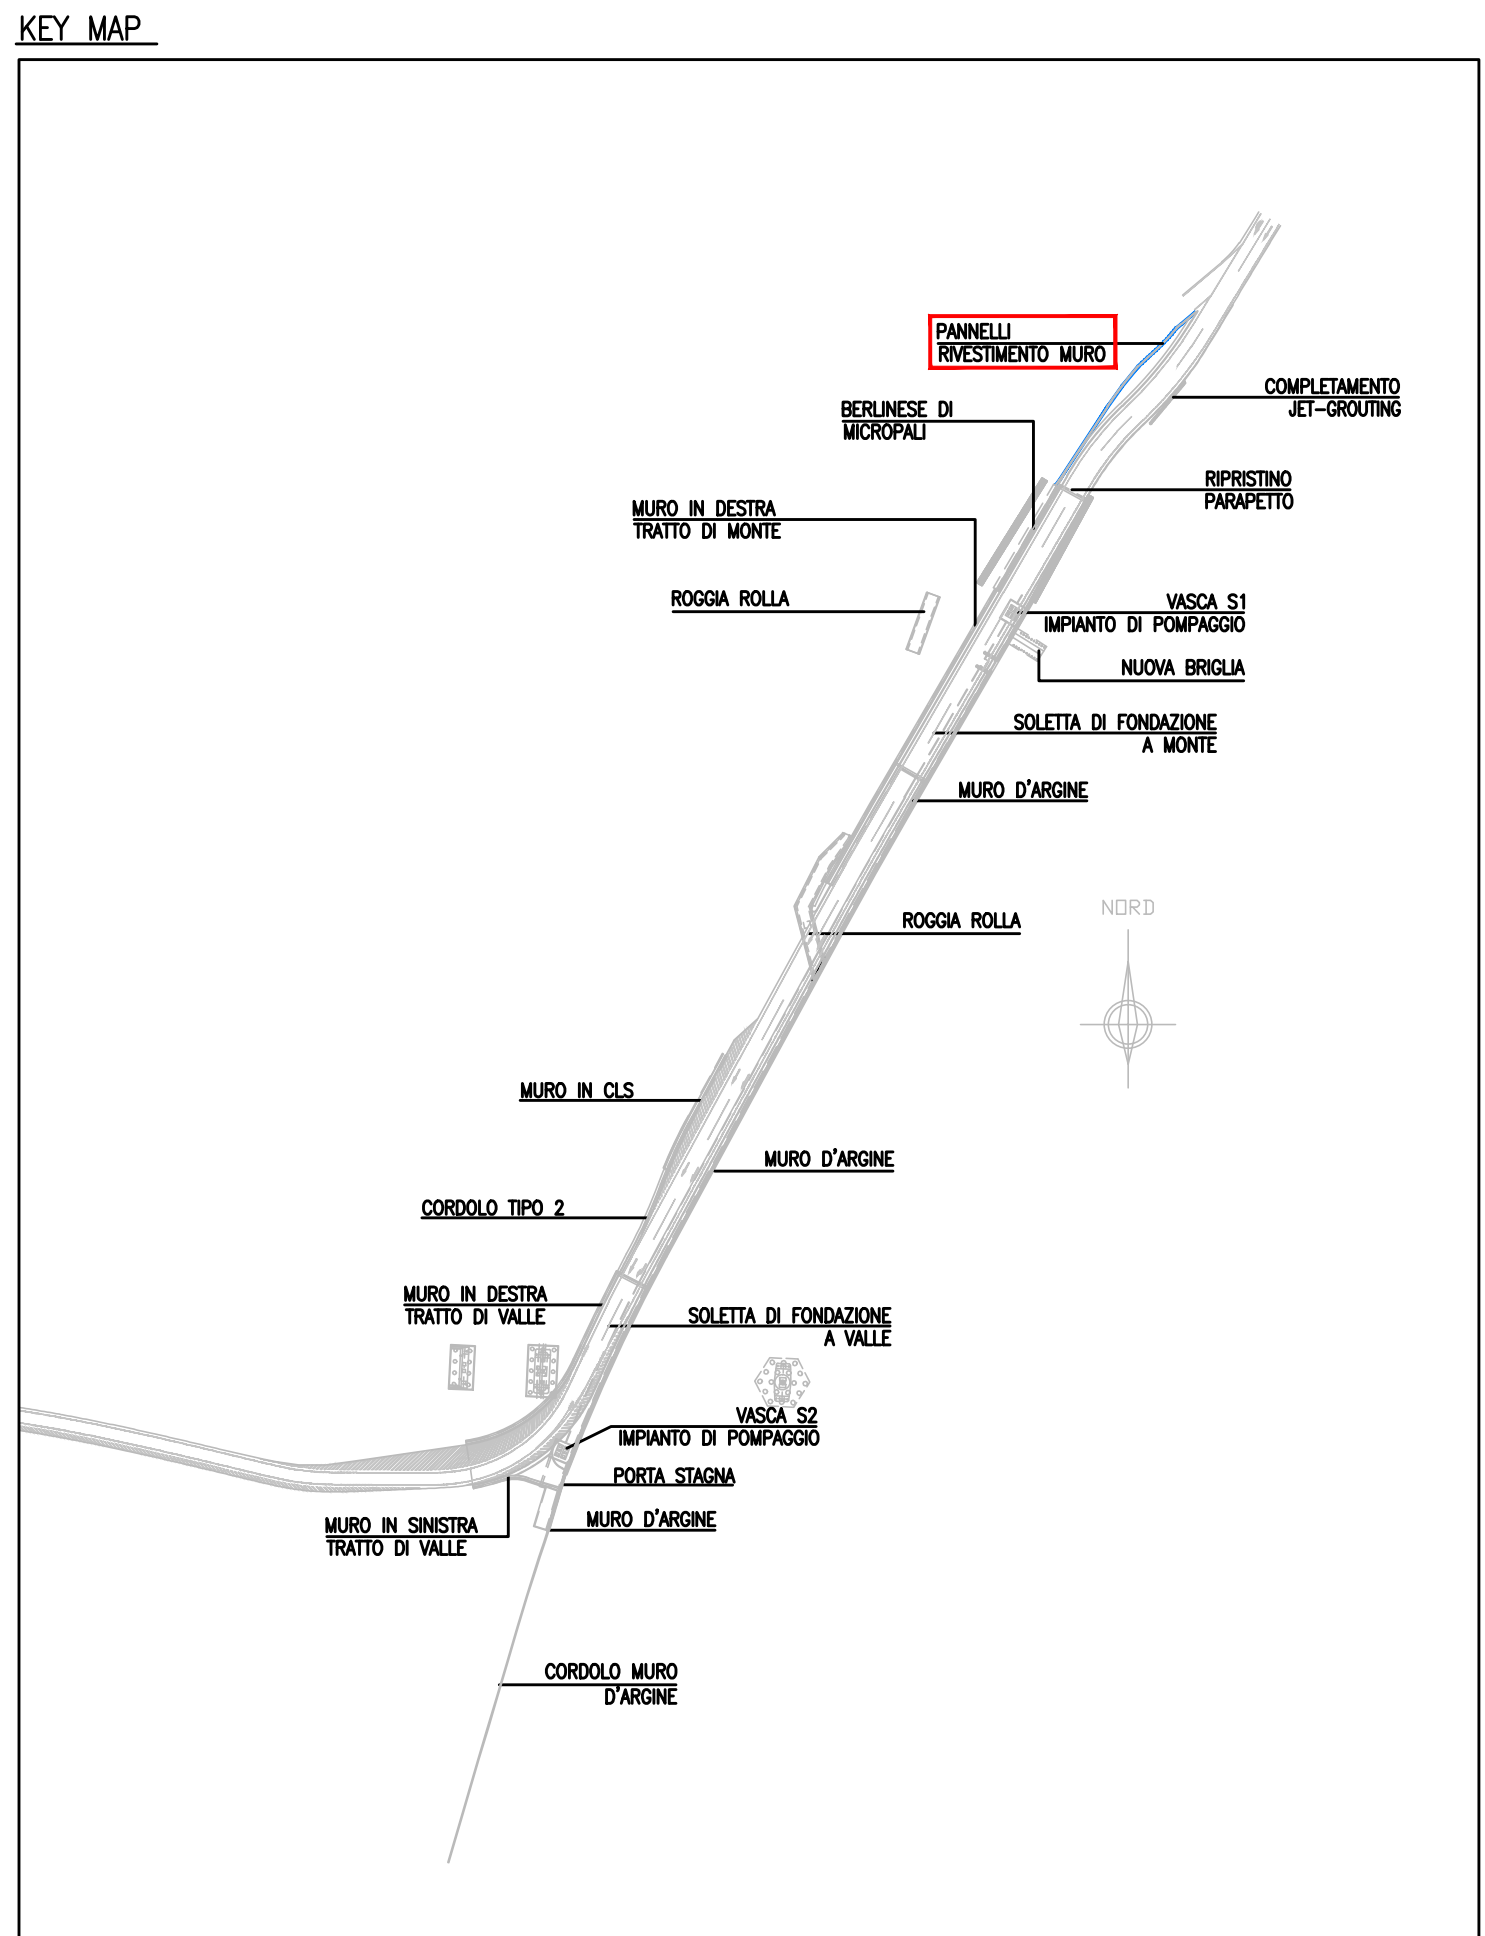 KEY MAP
PANNELLI
RIVESTIMENTO MURO
COMPLETAMENTO
JET-GROUTING
BERLINESE DI
MICROPALI
RIPRISTINO
PARAPETTO
MURO IN DESTRA
TRATTO DI MONTE
ROGGIA ROLLA
VASCA S1
IMPIANTO DI POMPAGGIO
NUOVA BRIGLIA
SOLETTA DI FONDAZIONE
A MONTE
MURO D'ARGINE
ROGGIA ROLLA
NORD
MURO IN CLS
MURO D'ARGINE
CORDOLO TIPO 2
MURO IN DESTRA
TRATTO DI VALLE
SOLETTA DI FONDAZIONE
A VALLE
VASCA S2
IMPIANTO DI POMPAGGIO
PORTA STAGNA
MURO D'ARGINE
MURO IN SINISTRA
TRATTO DI VALLE
CORDOLO MURO
D'ARGINE